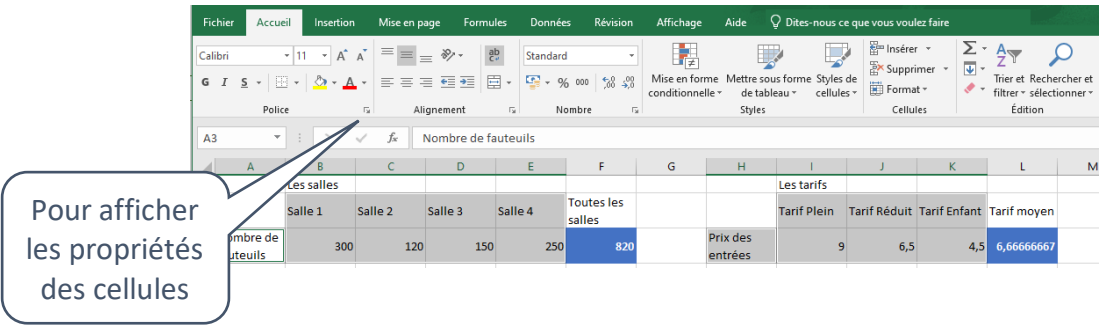 Fichier Accueil Insertion Mise en page Formules Données Révision Affichage Aide Dites-nous ce que vous voulez faire
Calibri 11 A A ab Standard Insérer Σ A Z
Supprimer
G I S A % 000 ,00 Mise en forme Mettre sous forme Styles de Format Trier et Rechercher et
conditionnelle de tableau cellules filtrer sélectionner
Police Alignement Nombre Styles Cellules Édition
A3 fx Nombre de fauteuils
A B C D E F G H I J K L M
Les salles Les tarifs
Salle 1 Salle 2 Salle 3 Salle 4 Toutes les salles Tarif Plein Tarif Réduit Tarif Enfant Tarif moyen
300 120 150 250 820 Prix des entrées 9 6,5 4,5 6,66666667
Pour afficher
les propriétés
des cellules